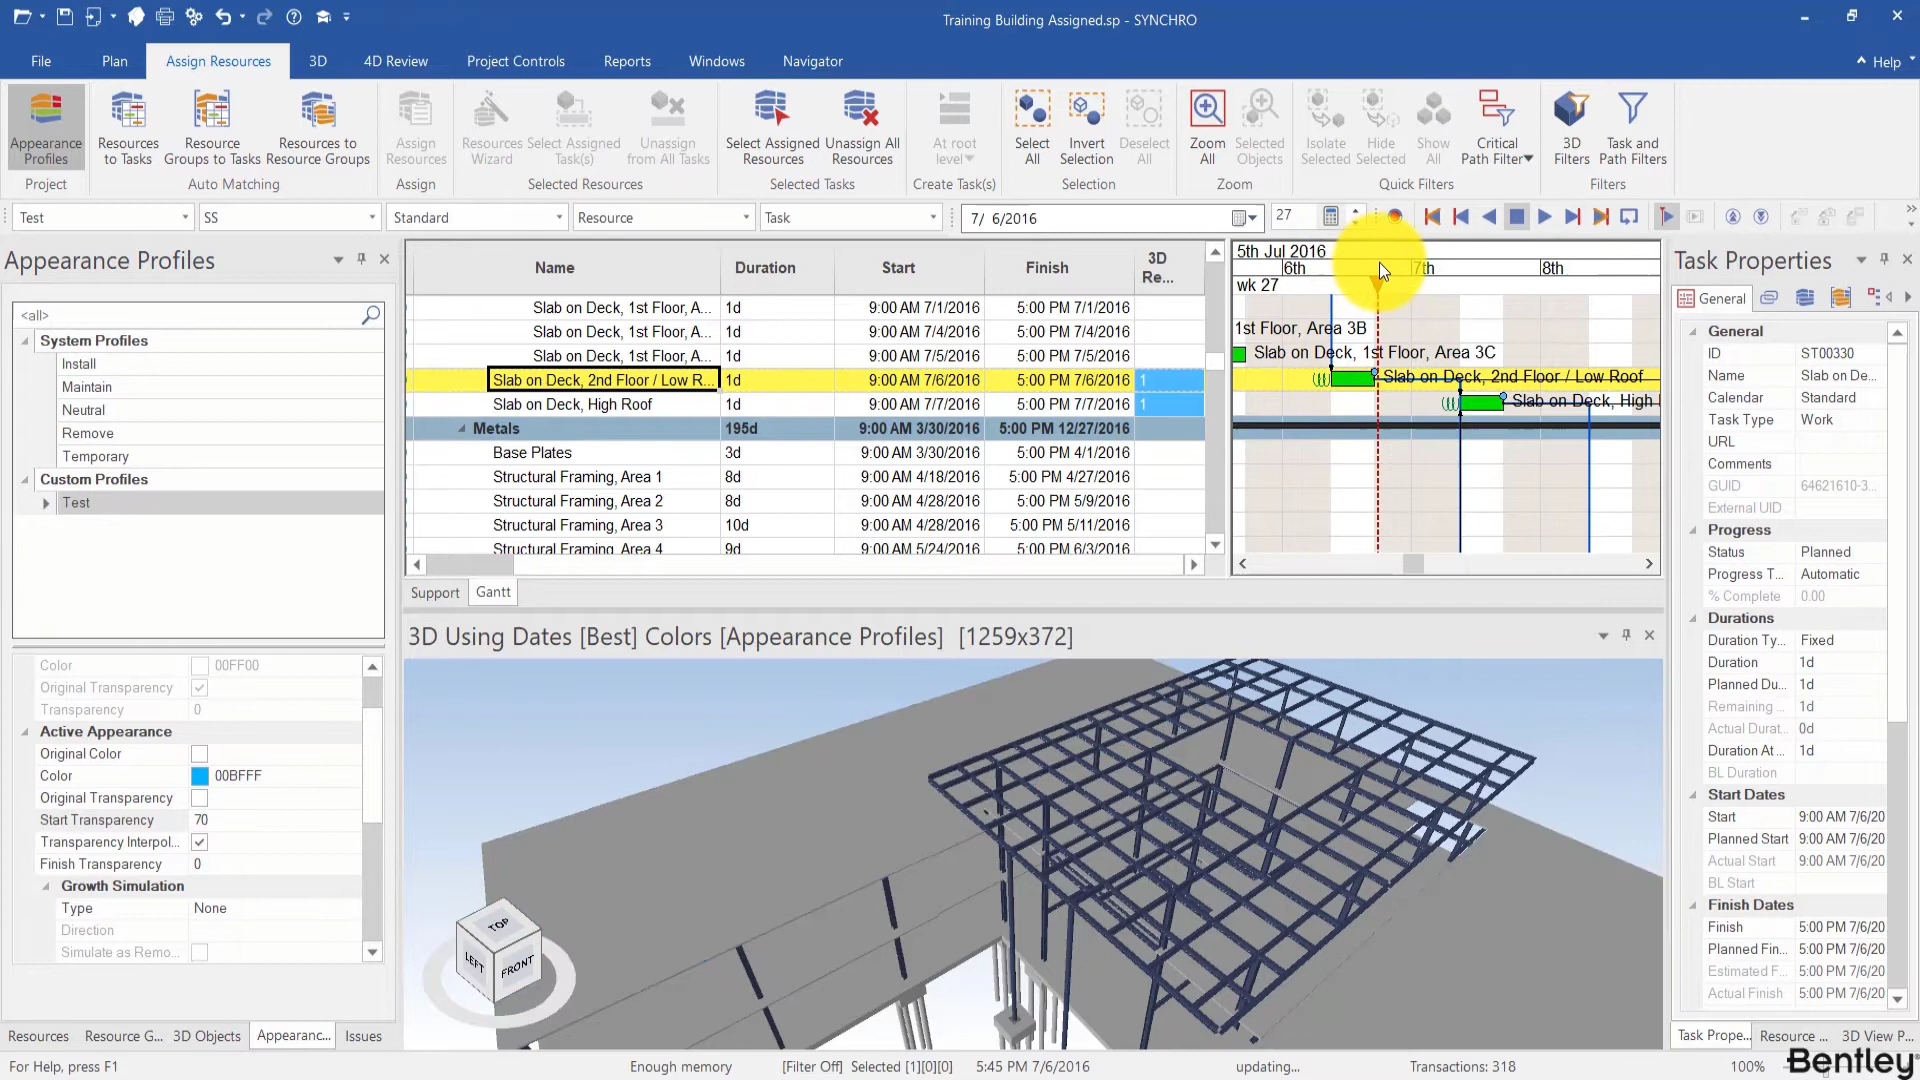 Training Building Assigned.sp - SYNCHRO
File Plan Assign Resources 3D 4D Review Project Controls Reports Windows Navigator Help
Appearance Profiles
Resources to Tasks
Resource Groups to Tasks
Resources to Resource Groups
Assign Resources
Resources Wizard
Select Assigned Task(s)
Unassign from All Tasks
Select Assigned Resources
Unassign All Resources
At root level
Select All
Invert Selection
Deselect All
Zoom All
Selected Objects
Isolate Selected
Hide Selected
Show All
Critical Path Filter
3D Filters
Task and Path Filters
Project Auto Matching Assign Selected Resources Selected Tasks Create Task(s) Selection Zoom Quick Filters Filters
Test SS Standard Resource Task 7/ 6/2016 27
Appearance Profiles
<all>
System Profiles
Install
Maintain
Neutral
Remove
Temporary
Custom Profiles
Test
Color 00FF00
Original Transparency
Transparency 0
Active Appearance
Original Color
Color 00BFFF
Original Transparency
Start Transparency 70
Transparency Interpol...
Finish Transparency 0
Growth Simulation
Type None
Direction
Simulate as Remo...
Resources Resource G... 3D Objects Appearanc... Issues
Name Duration Start Finish 3D Re...
Slab on Deck, 1st Floor, A... 1d 9:00 AM 7/1/2016 5:00 PM 7/1/2016
Slab on Deck, 1st Floor, A... 1d 9:00 AM 7/4/2016 5:00 PM 7/4/2016
Slab on Deck, 1st Floor, A... 1d 9:00 AM 7/5/2016 5:00 PM 7/5/2016
Slab on Deck, 2nd Floor / Low R... 1d 9:00 AM 7/6/2016 5:00 PM 7/6/2016 1
Slab on Deck, High Roof 1d 9:00 AM 7/7/2016 5:00 PM 7/7/2016 1
Metals 195d 9:00 AM 3/30/2016 5:00 PM 12/27/2016
Base Plates 3d 9:00 AM 3/30/2016 5:00 PM 4/1/2016
Structural Framing, Area 1 8d 9:00 AM 4/18/2016 5:00 PM 4/27/2016
Structural Framing, Area 2 8d 9:00 AM 4/28/2016 5:00 PM 5/9/2016
Structural Framing, Area 3 10d 9:00 AM 4/28/2016 5:00 PM 5/11/2016
Structural Framing, Area 4 9d 9:00 AM 5/24/2016 5:00 PM 6/3/2016
Support Gantt
5th Jul 2016
6th 7th 8th
wk 27
1st Floor, Area 3B
Slab on Deck, 1st Floor, Area 3C
Slab on Deck, 2nd Floor / Low Roof
Slab on Deck, High
3D Using Dates [Best] Colors [Appearance Profiles] [1259x372]
TOP
LEFT FRONT
Task Properties
General
General
ID ST00330
Name Slab on De...
Calendar Standard
Task Type Work
URL
Comments
GUID 64621610-3...
External UID
Progress
Status Planned
Progress T... Automatic
% Complete 0.00
Durations
Duration Ty... Fixed
Duration 1d
Planned Du... 1d
Remaining ... 1d
Actual Durat... 0d
Duration At ... 1d
BL Duration
Start Dates
Start 9:00 AM 7/6/20
Planned Start 9:00 AM 7/6/20
Actual Start 9:00 AM 7/6/20
BL Start
Finish Dates
Finish 5:00 PM 7/6/20
Planned Fin... 5:00 PM 7/6/20
Estimated F... 5:00 PM 7/6/20
Actual Finish 5:00 PM 7/6/20
Task Prope... Resource ... 3D View P...
For Help, press F1 Enough memory [Filter Off] Selected [1][0][0] 5:45 PM 7/6/2016 updating... Transactions: 318 100%
Bentley